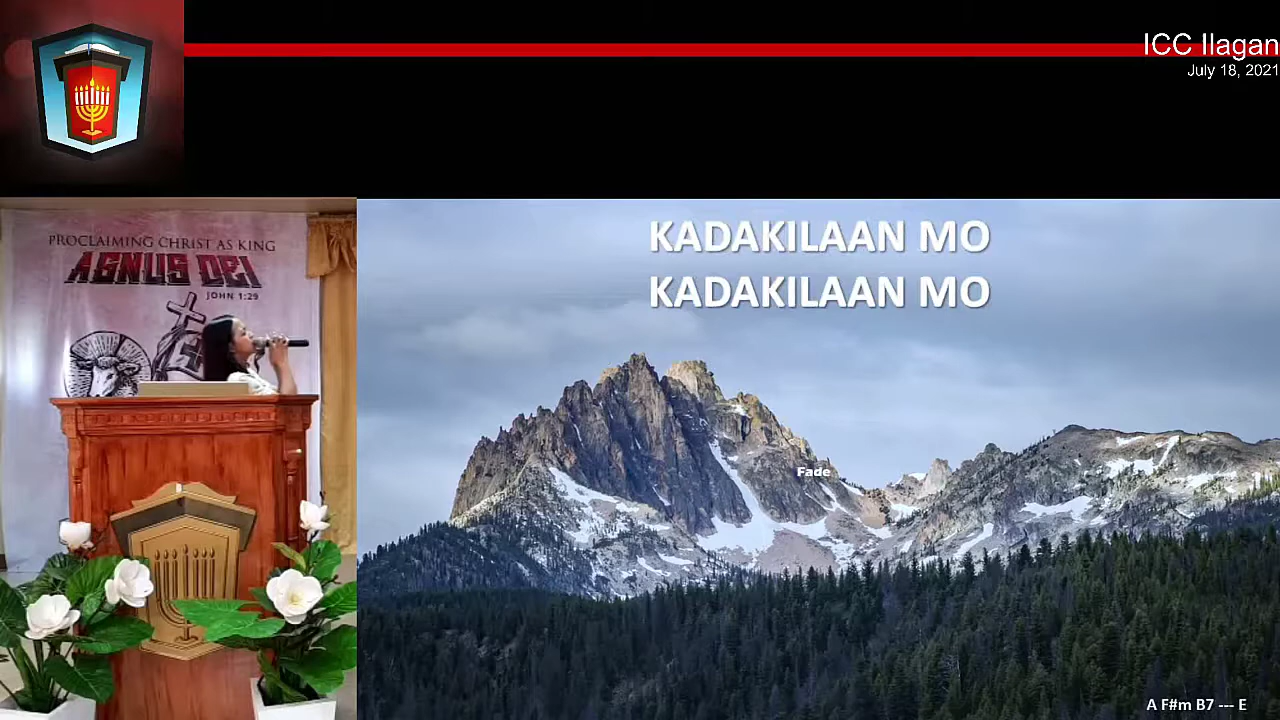 ICC Ilagan
July 18, 2021
PROCLAIMING CHRIST AS KING
AGNUS DEI
JOHN 1:29
KADAKILAAN MO
KADAKILAAN MO
Fade
A F#m B7 --- E